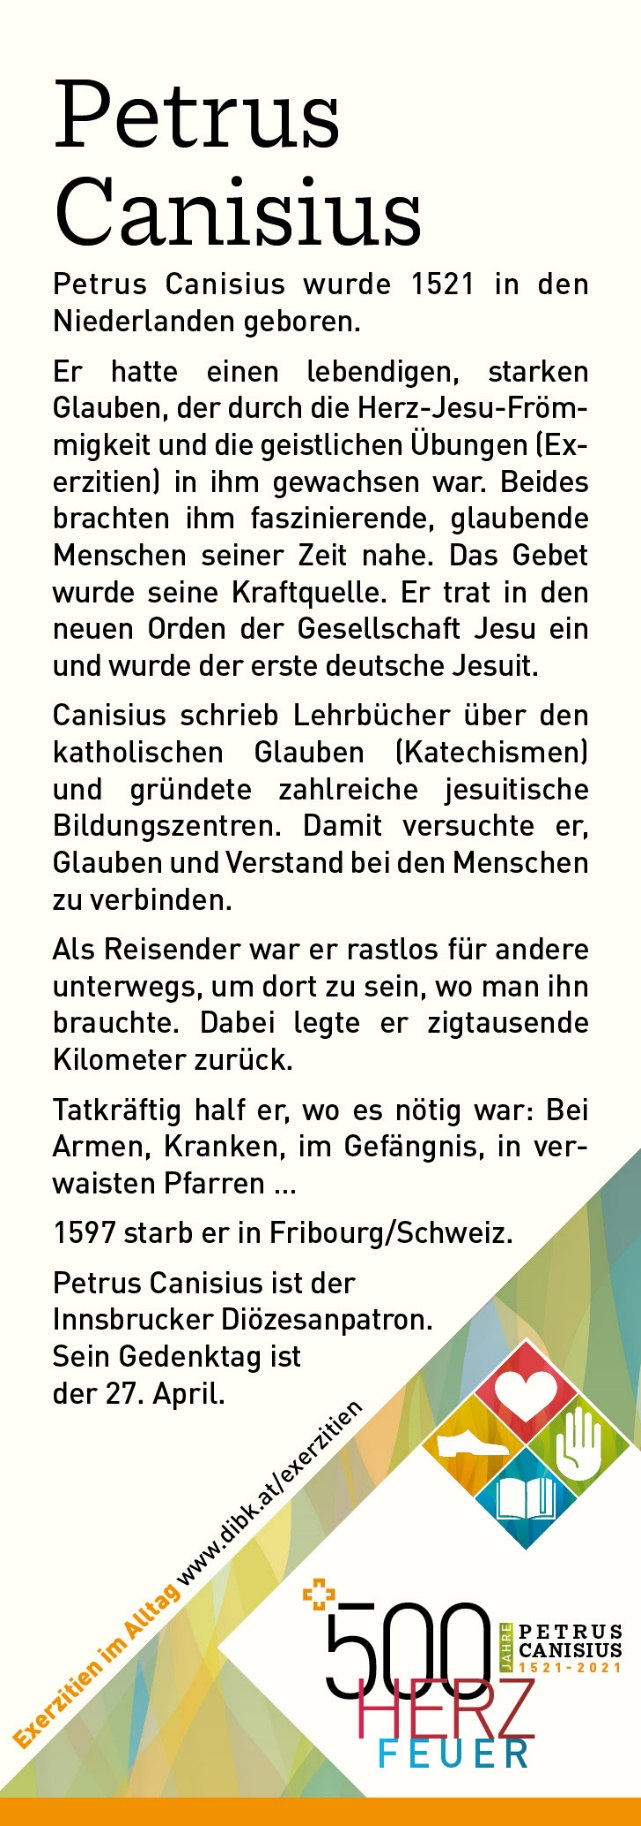 Petrus
Canisius
Petrus Canisius wurde 1521 in den
Niederlanden geboren.
Er hatte einen lebendigen, starken
Glauben, der durch die Herz-Jesu-Fröm-
migkeit und die geistlichen Übungen (Ex-
erzitien) in ihm gewachsen war. Beides
brachten ihm faszinierende, glaubende
Menschen seiner Zeit nahe. Das Gebet
wurde seine Kraftquelle. Er trat in den
neuen Orden der Gesellschaft Jesu ein
und wurde der erste deutsche Jesuit.
Canisius schrieb Lehrbücher über den
katholischen Glauben (Katechismen)
und gründete zahlreiche jesuitische
Bildungszentren. Damit versuchte er,
Glauben und Verstand bei den Menschen
zu verbinden.
Als Reisender war er rastlos für andere
unterwegs, um dort zu sein, wo man ihn
brauchte. Dabei legte er zigtausende
Kilometer zurück.
Tatkräftig half er, wo es nötig war: Bei
Armen, Kranken, im Gefängnis, in ver-
waisten Pfarren ...
1597 starb er in Fribourg/Schweiz.
Petrus Canisius ist der
Innsbrucker Diözesanpatron.
Sein Gedenktag ist
der 27. April.
Exerzitien im Alltag www.dibk.at/exerzitien
500
JAHRE
PETRUS
CANISIUS
1521-2021
HERZ
FEUER